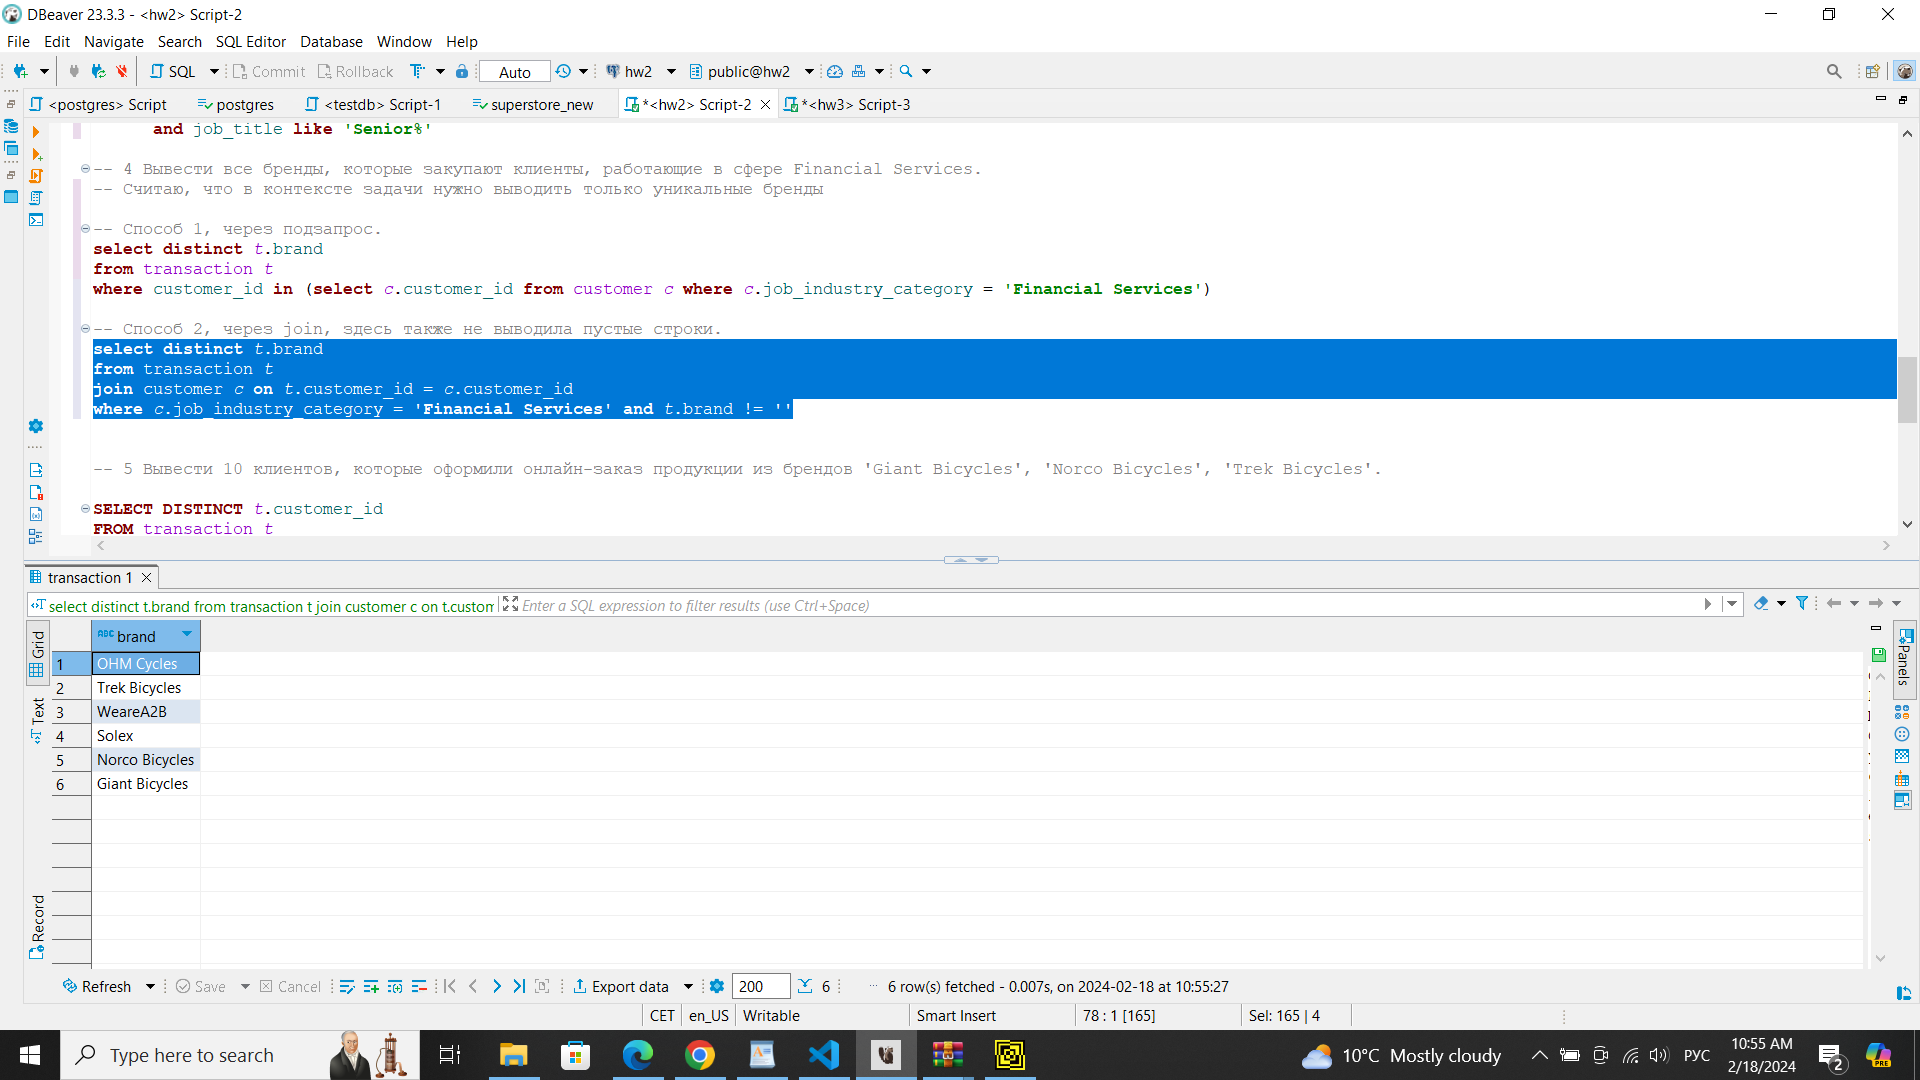 DBeaver 23.3.3 - <hw2> Script-2
File Edit Navigate Search SQL Editor Database Window Help
SQL Commit Rollback Auto hw2 public@hw2
<postgres> Script postgres <testdb> Script-1 superstore_new *<hw2> Script-2 *<hw3> Script-3
and job_title like 'Senior%'
-- 4 Вывести все бренды, которые закупают клиенты, работающие в сфере Financial Services.
-- Считаю, что в контексте задачи нужно выводить только уникальные бренды
-- Способ 1, через подзапрос.
select distinct t.brand
from transaction t
where customer_id in (select c.customer_id from customer c where c.job_industry_category = 'Financial Services')
-- Способ 2, через join, здесь также не выводила пустые строки.
select distinct t.brand
from transaction t
join customer c on t.customer_id = c.customer_id
where c.job_industry_category = 'Financial Services' and t.brand != ''
-- 5 Вывести 10 клиентов, которые оформили онлайн-заказ продукции из брендов 'Giant Bicycles', 'Norco Bicycles', 'Trek Bicycles'.
SELECT DISTINCT t.customer_id
FROM transaction t
transaction 1
select distinct t.brand from transaction t join customer c on t.custom Enter a SQL expression to filter results (use Ctrl+Space)
Grid
Text
Record
Panels
ABC brand
1 OHM Cycles
2 Trek Bicycles
3 WeareA2B
4 Solex
5 Norco Bicycles
6 Giant Bicycles
Refresh Save Cancel Export data 200 6 ... 6 row(s) fetched - 0.007s, on 2024-02-18 at 10:55:27
CET en_US Writable Smart Insert 78 : 1 [165] Sel: 165 | 4
Type here to search 10°C Mostly cloudy РУС 10:55 AM
2/18/2024 2 PRE